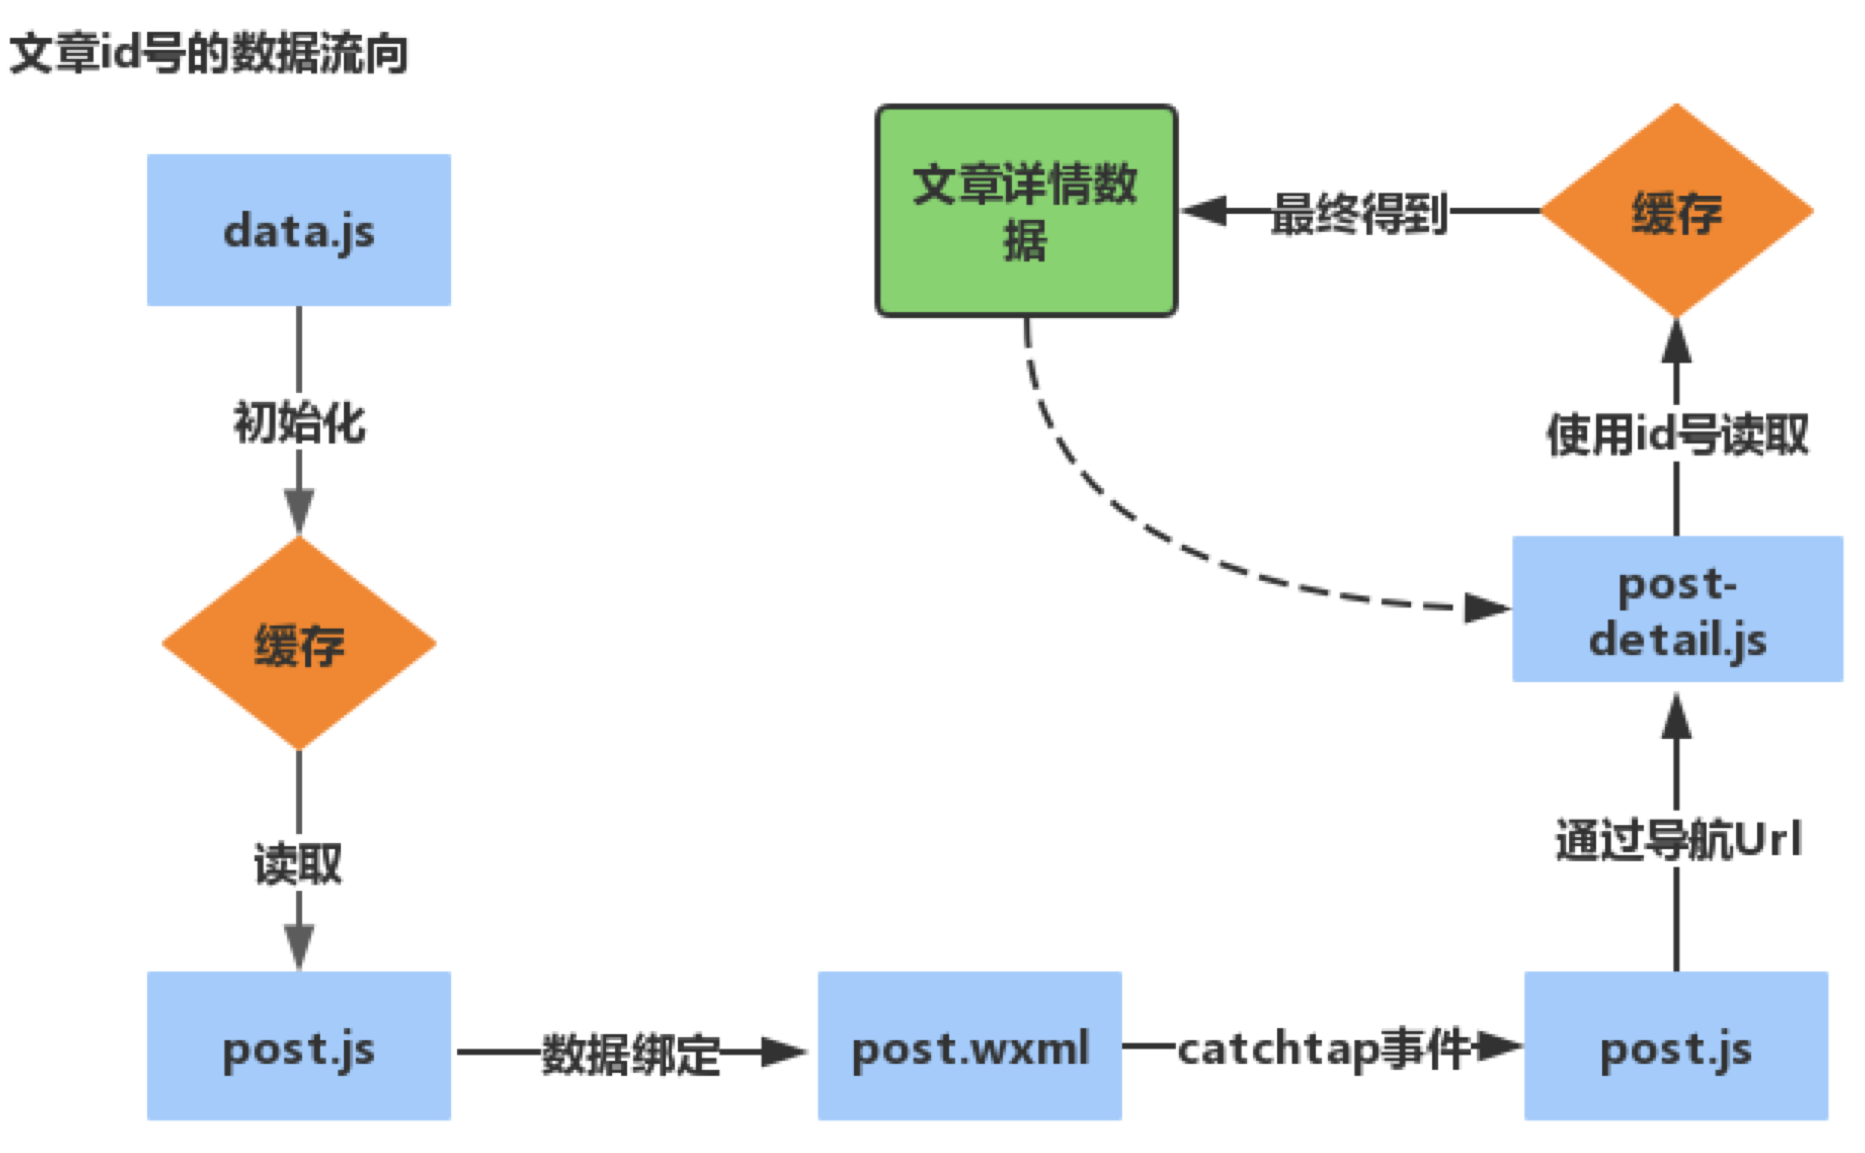 文章id号的数据流向
data.js
初始化
缓存
读取
post.js
数据绑定
post.wxml
catchtap事件
post.js
通过导航Url
post-
detail.js
使用id号读取
缓存
最终得到
文章详情数
据